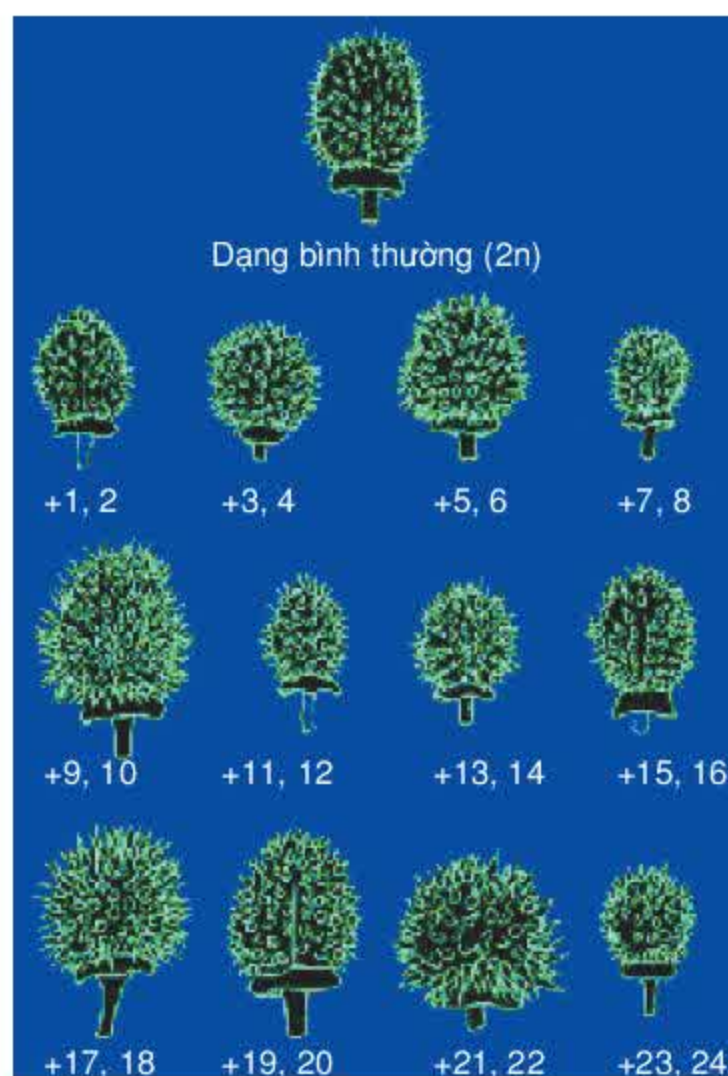 Dạng bình thường (2n)
+1, 2 +3, 4 +5, 6 +7, 8
+9, 10 +11, 12 +13, 14 +15, 16
+17, 18 +19, 20 +21, 22 +23, 24